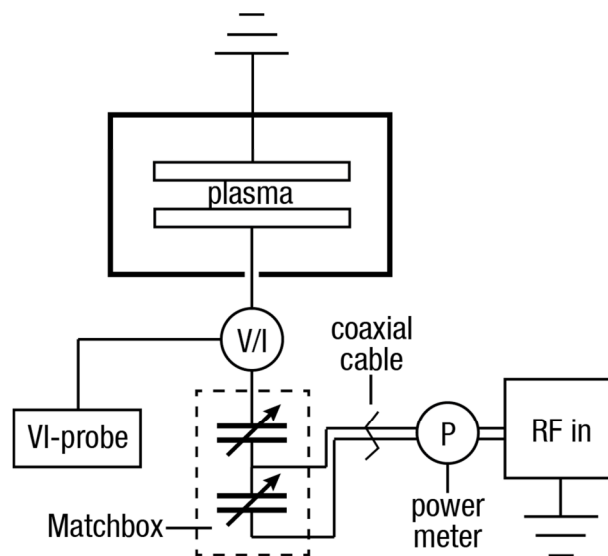 plasma
V/I
coaxial
cable
VI-probe
P
RF in
Matchbox
power
meter